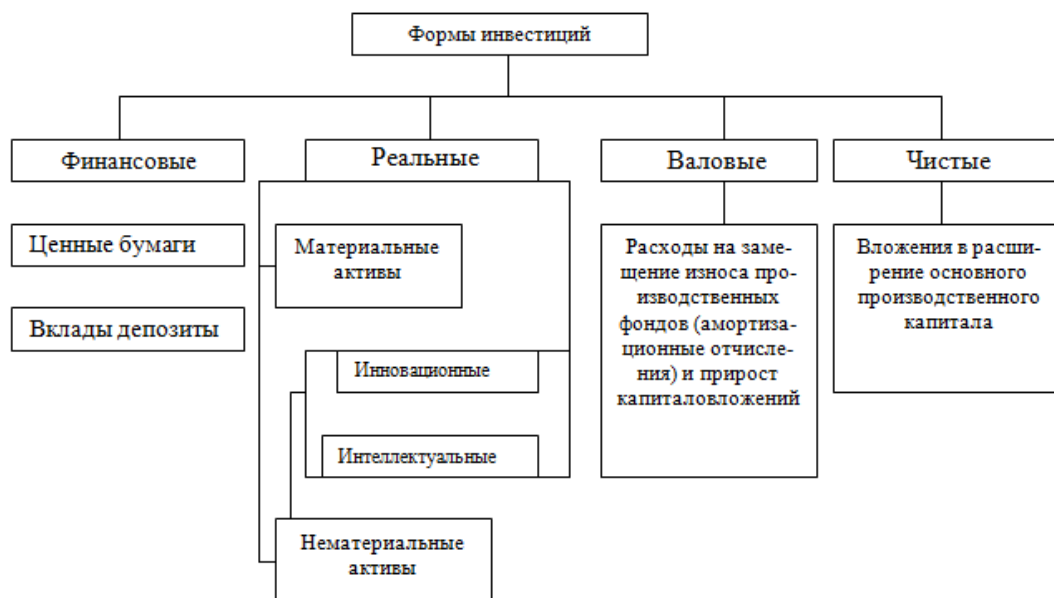 Формы инвестиций
Финансовые
Реальные
Валовые
Чистые
Ценные бумаги
Вклады депозиты
Материальные
активы
Инновационные
Интеллектуальные
Нематериальные
активы
Расходы на заме-
щение износа про-
изводственных
фондов (амортиза-
ционные отчисле-
ния) и прирост
капиталовложений
Вложения в расши-
рение основного
производственного
капитала